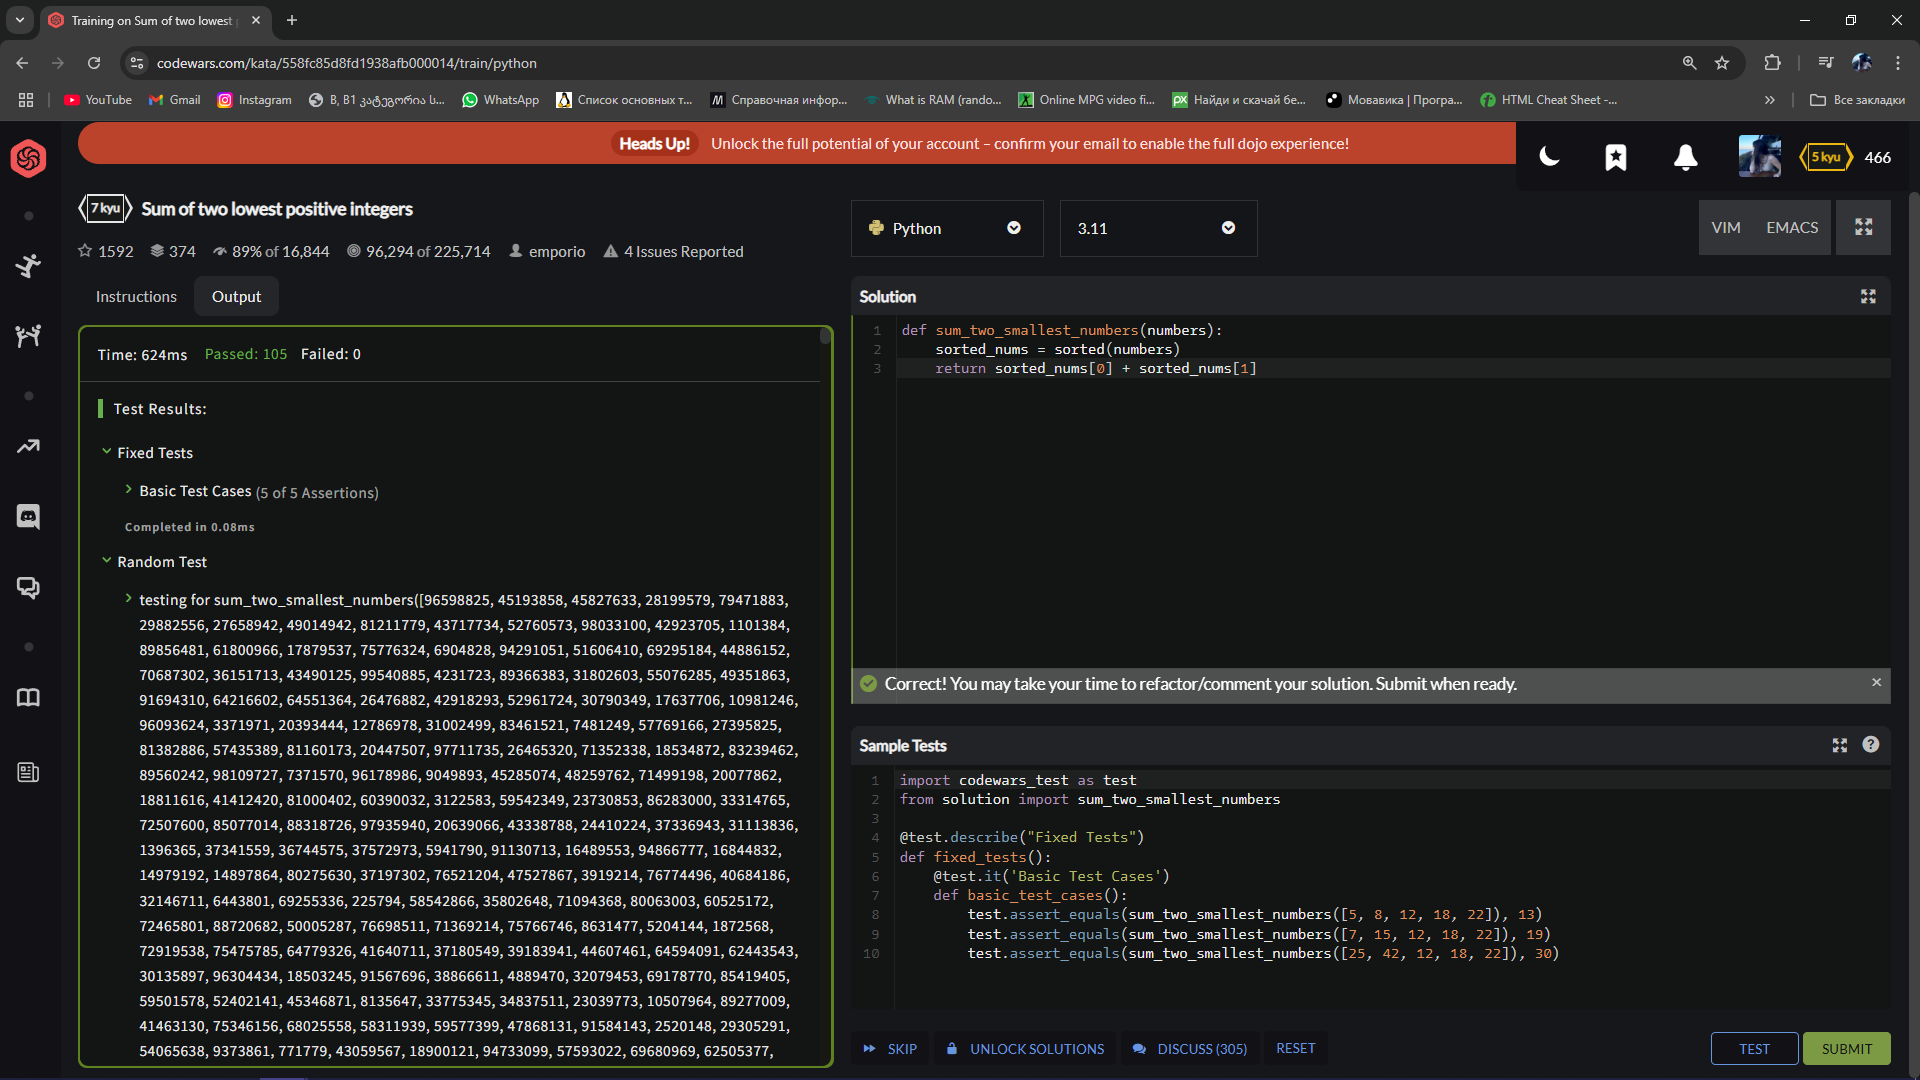 Training on Sum of two lowest
codewars.com/kata/558fc85d8fd1938afb000014/train/python
YouTube Gmail Instagram B, B1 კატეგორია ს... WhatsApp Список основных т... Справочная инфор... What is RAM (rando... Online MPG video fi... Найди и скачай бе... Мовавика | Програ... HTML Cheat Sheet -... Все закладки
Heads Up! Unlock the full potential of your account – confirm your email to enable the full dojo experience!
5 kyu 466
7 kyu Sum of two lowest positive integers
1592 374 89% of 16,844 96,294 of 225,714 emporio 4 Issues Reported
Python 3.11 VIM EMACS
Instructions Output
Time: 624ms Passed: 105 Failed: 0
Test Results:
Fixed Tests
Basic Test Cases (5 of 5 Assertions)
Completed in 0.08ms
Random Test
testing for sum_two_smallest_numbers([96598825, 45193858, 45827633, 28199579, 79471883,
29882556, 27658942, 49014942, 81211779, 43717734, 52760573, 98033100, 42923705, 1101384,
89856481, 61800966, 17879537, 75776324, 6904828, 94291051, 51606410, 69295184, 44886152,
70687302, 36151713, 43490125, 99540885, 4231723, 89366383, 31802603, 55076285, 49351863,
91694310, 64216602, 64551364, 26476882, 42918293, 52961724, 30790349, 17637706, 10981246,
96093624, 3371971, 20393444, 12786978, 31002499, 83461521, 7481249, 57769166, 27395825,
81382886, 57435389, 81160173, 20447507, 97711735, 26465320, 71352338, 18534872, 83239462,
89560242, 98109727, 7371570, 96178986, 9049893, 45285074, 48259762, 71499198, 20077862,
18811616, 41412420, 81000402, 60390032, 3122583, 59542349, 23730853, 86283000, 33314765,
72507600, 85077014, 88318726, 97935940, 20639066, 43338788, 24410224, 37336943, 31113836,
1396365, 37341559, 36744575, 37572973, 5941790, 91130713, 16489553, 94866777, 16844832,
14979192, 14897864, 80275630, 37197302, 76521204, 47527867, 3919214, 76774496, 40684186,
32146711, 6443801, 69255336, 225794, 58542866, 35802648, 71094368, 80063003, 60525172,
72465801, 88720682, 50005287, 76698511, 71369214, 75766746, 8631477, 5204144, 1872568,
72919538, 75475785, 64779326, 41640711, 37180549, 39183941, 44607461, 64594091, 62443543,
30135897, 96304434, 18503245, 91567696, 38866611, 4889470, 32079453, 69178770, 85419405,
59501578, 52402141, 45346871, 8135647, 33775345, 34837511, 23039773, 10507964, 89277009,
41463130, 75346156, 68025558, 58311939, 59577399, 47868131, 91584143, 2520148, 29305291,
54065638, 9373861, 771779, 43059567, 18900121, 94733099, 57593022, 69680969, 62505377,
Solution
1 def sum_two_smallest_numbers(numbers):
2 sorted_nums = sorted(numbers)
3 return sorted_nums[0] + sorted_nums[1]
Correct! You may take your time to refactor/comment your solution. Submit when ready.
Sample Tests
1 import codewars_test as test
2 from solution import sum_two_smallest_numbers
3
4 @test.describe("Fixed Tests")
5 def fixed_tests():
6 @test.it('Basic Test Cases')
7 def basic_test_cases():
8 test.assert_equals(sum_two_smallest_numbers([5, 8, 12, 18, 22]), 13)
9 test.assert_equals(sum_two_smallest_numbers([7, 15, 12, 18, 22]), 19)
10 test.assert_equals(sum_two_smallest_numbers([25, 42, 12, 18, 22]), 30)
SKIP UNLOCK SOLUTIONS DISCUSS (305) RESET TEST SUBMIT